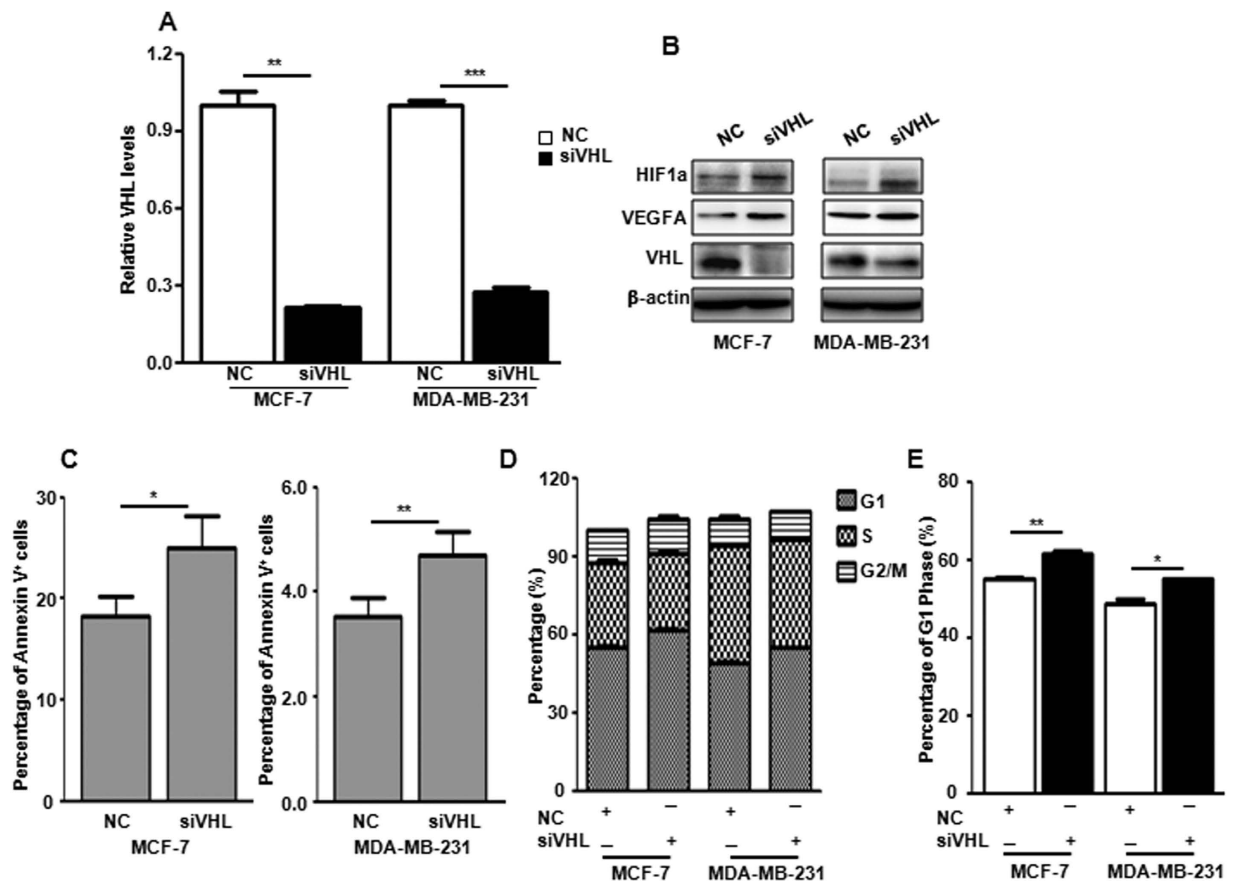 A
Relative VHL levels
1.2
0.9
0.6
0.3
0.0
**
***
NC
siVHL
NC siVHL NC siVHL
MCF-7 MDA-MB-231
B
NC siVHL NC siVHL
HIF1a
VEGFA
VHL
β-actin
MCF-7 MDA-MB-231
C
Percentage of Annexin V+ cells
30
20
10
0
*
NC siVHL
MCF-7
Percentage of Annexin V+ cells
6.0
4.0
2.0
0.0
**
NC siVHL
MDA-MB-231
D
Percentage (%)
120
90
60
30
0
G1
S
G2/M
NC + – + –
siVHL – + – +
MCF-7 MDA-MB-231
E
Percentage of G1 Phase (%)
80
60
40
20
0
**
*
NC + – + –
siVHL – + – +
MCF-7 MDA-MB-231